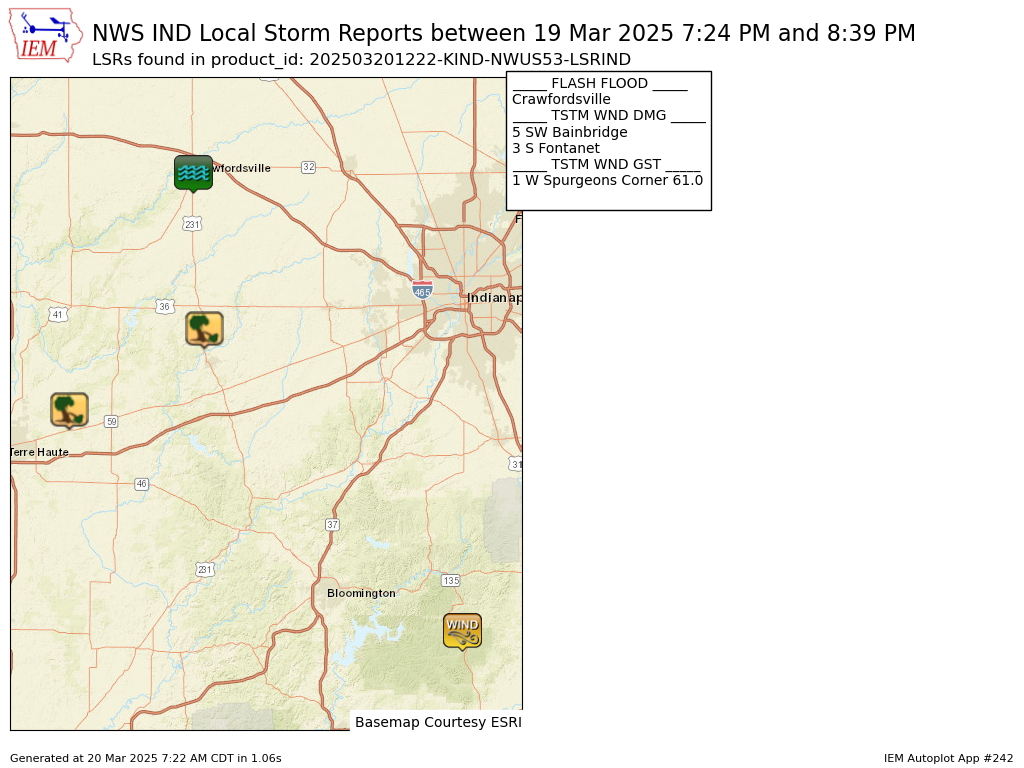 IEM
NWS IND Local Storm Reports between 19 Mar 2025 7:24 PM and 8:39 PM
LSRs found in product_id: 202503201222-KIND-NWUS53-LSRIND
_____ FLASH FLOOD _____
Crawfordsville
_____ TSTM WND DMG _____
5 SW Bainbridge
3 S Fontanet
_____ TSTM WND GST _____
1 W Spurgeons Corner 61.0
wfordsville
32
231
F
465
Indianap
36
41
59
Terre Haute
31
46
37
231
135
Bloomington
WIND
Basemap Courtesy ESRI
Generated at 20 Mar 2025 7:22 AM CDT in 1.06s
IEM Autoplot App #242